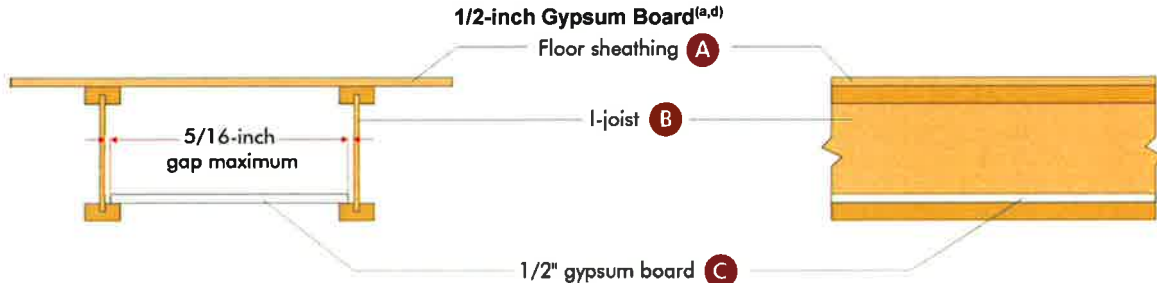 1/2-inch Gypsum Board(a,d)
Floor sheathing A
I-joist B
5/16-inch
gap maximum
1/2" gypsum board C